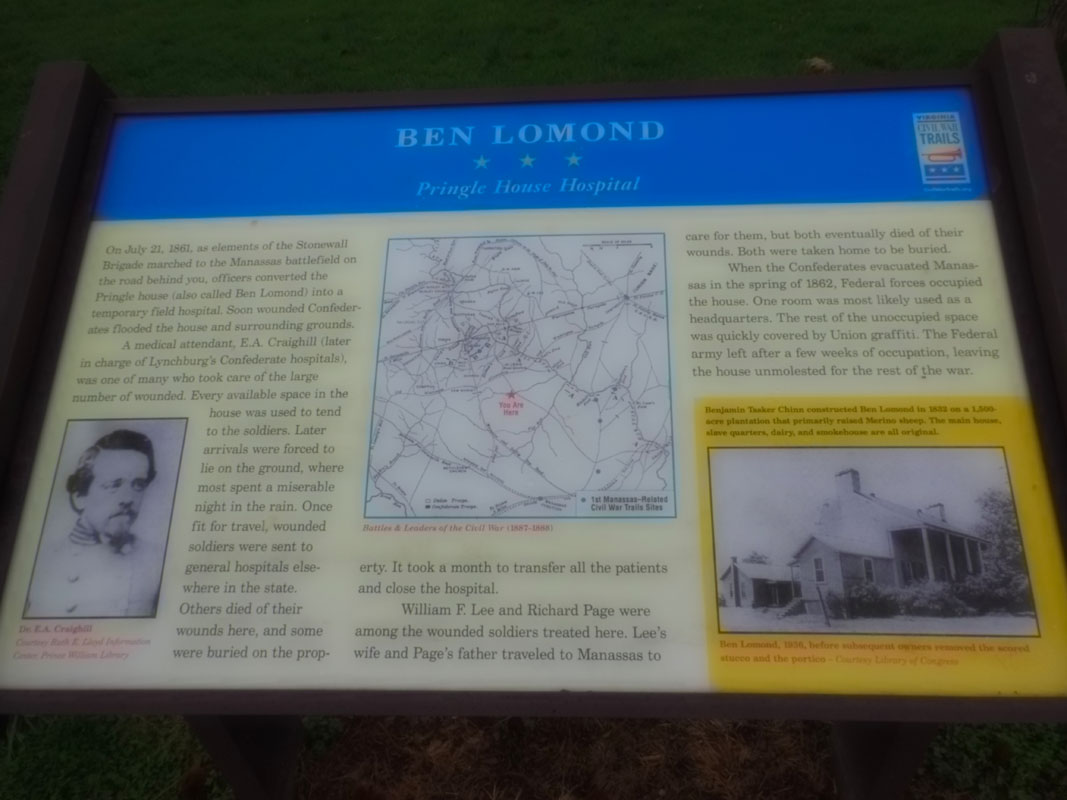 BEN LOMOND
Pringle House Hospital
VIRGINIA
CIVIL WAR
TRAILS
On July 21, 1861, as elements of the Stonewall
Brigade marched to the Manassas battlefield on
the road behind you, officers converted the
Pringle house (also called Ben Lomond) into a
temporary field hospital. Soon wounded Confeder-
ates flooded the house and surrounding grounds.
A medical attendant, E.A. Craighill (later
in charge of Lynchburg's Confederate hospitals),
was one of many who took care of the large
number of wounded. Every available space in the
house was used to tend
to the soldiers. Later
arrivals were forced to
lie on the ground, where
most spent a miserable
night in the rain. Once
fit for travel, wounded
soldiers were sent to
general hospitals else-
where in the state.
Others died of their
wounds here, and some
were buried on the prop-
Dr. E.A. Craighill
Courtesy Ruth E. Lloyd Information
Center, Prince William Library
You Are
Here
Union Troops
Confederate Troops
1st Manassas-Related
Civil War Trails Sites
Battles & Leaders of the Civil War (1887-1888)
erty. It took a month to transfer all the patients
and close the hospital.
William F. Lee and Richard Page were
among the wounded soldiers treated here. Lee's
wife and Page's father traveled to Manassas to
care for them, but both eventually died of their
wounds. Both were taken home to be buried.
When the Confederates evacuated Manas-
sas in the spring of 1862, Federal forces occupied
the house. One room was most likely used as a
headquarters. The rest of the unoccupied space
was quickly covered by Union graffiti. The Federal
army left after a few weeks of occupation, leaving
the house unmolested for the rest of the war.
Benjamin Tasker Chinn constructed Ben Lomond in 1832 on a 1,500-
acre plantation that primarily raised Merino sheep. The main house,
slave quarters, dairy, and smokehouse are all original.
Ben Lomond, 1936, before subsequent owners removed the scored
stucco and the portico – Courtesy Library of Congress